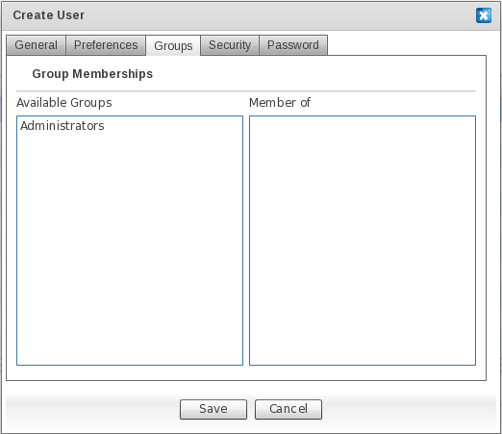 Create User
General Preferences Groups Security Password
Group Memberships
Available Groups Member of
Administrators
Save Cancel